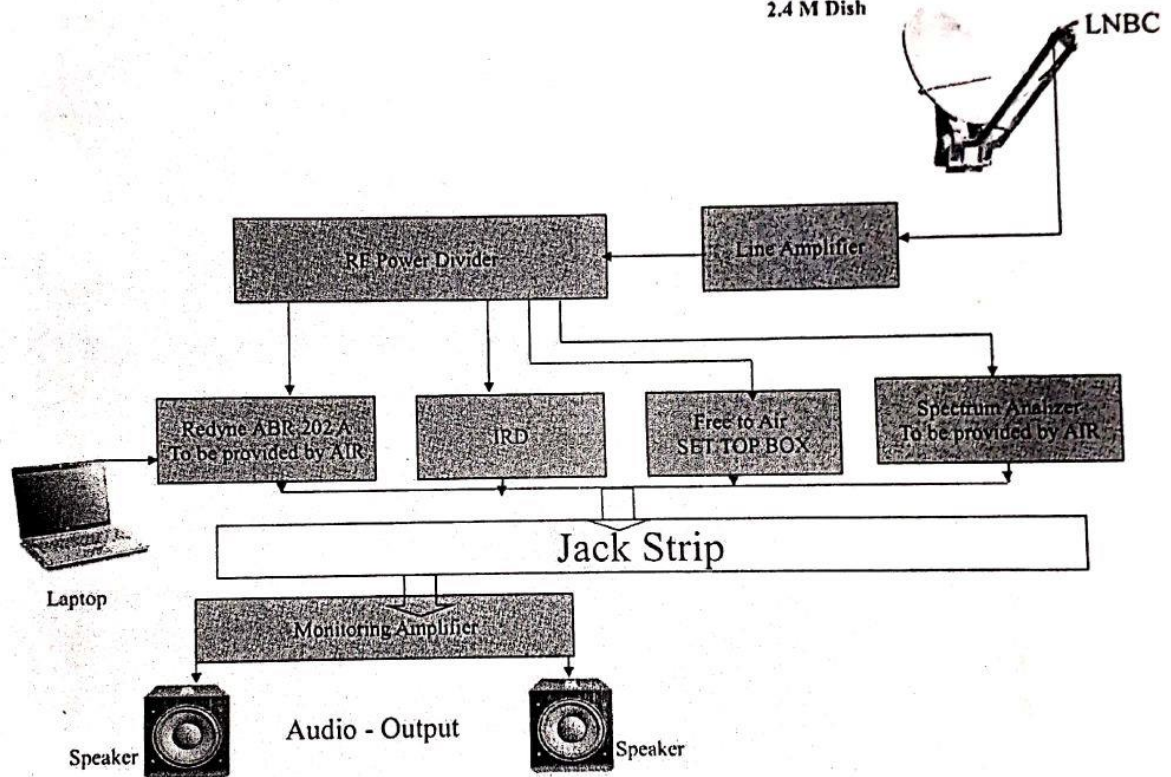 2.4 M Dish
LNBC
Line Amplifier
RF Power Divider
Redyne ABR 202 A
To be provided by AIR
IRD
Free to Air
SET TOP BOX
Spectrum Analzer
To be provided by AIR
Jack Strip
Laptop
Monitoring Amplifier
Audio - Output
Speaker
Speaker